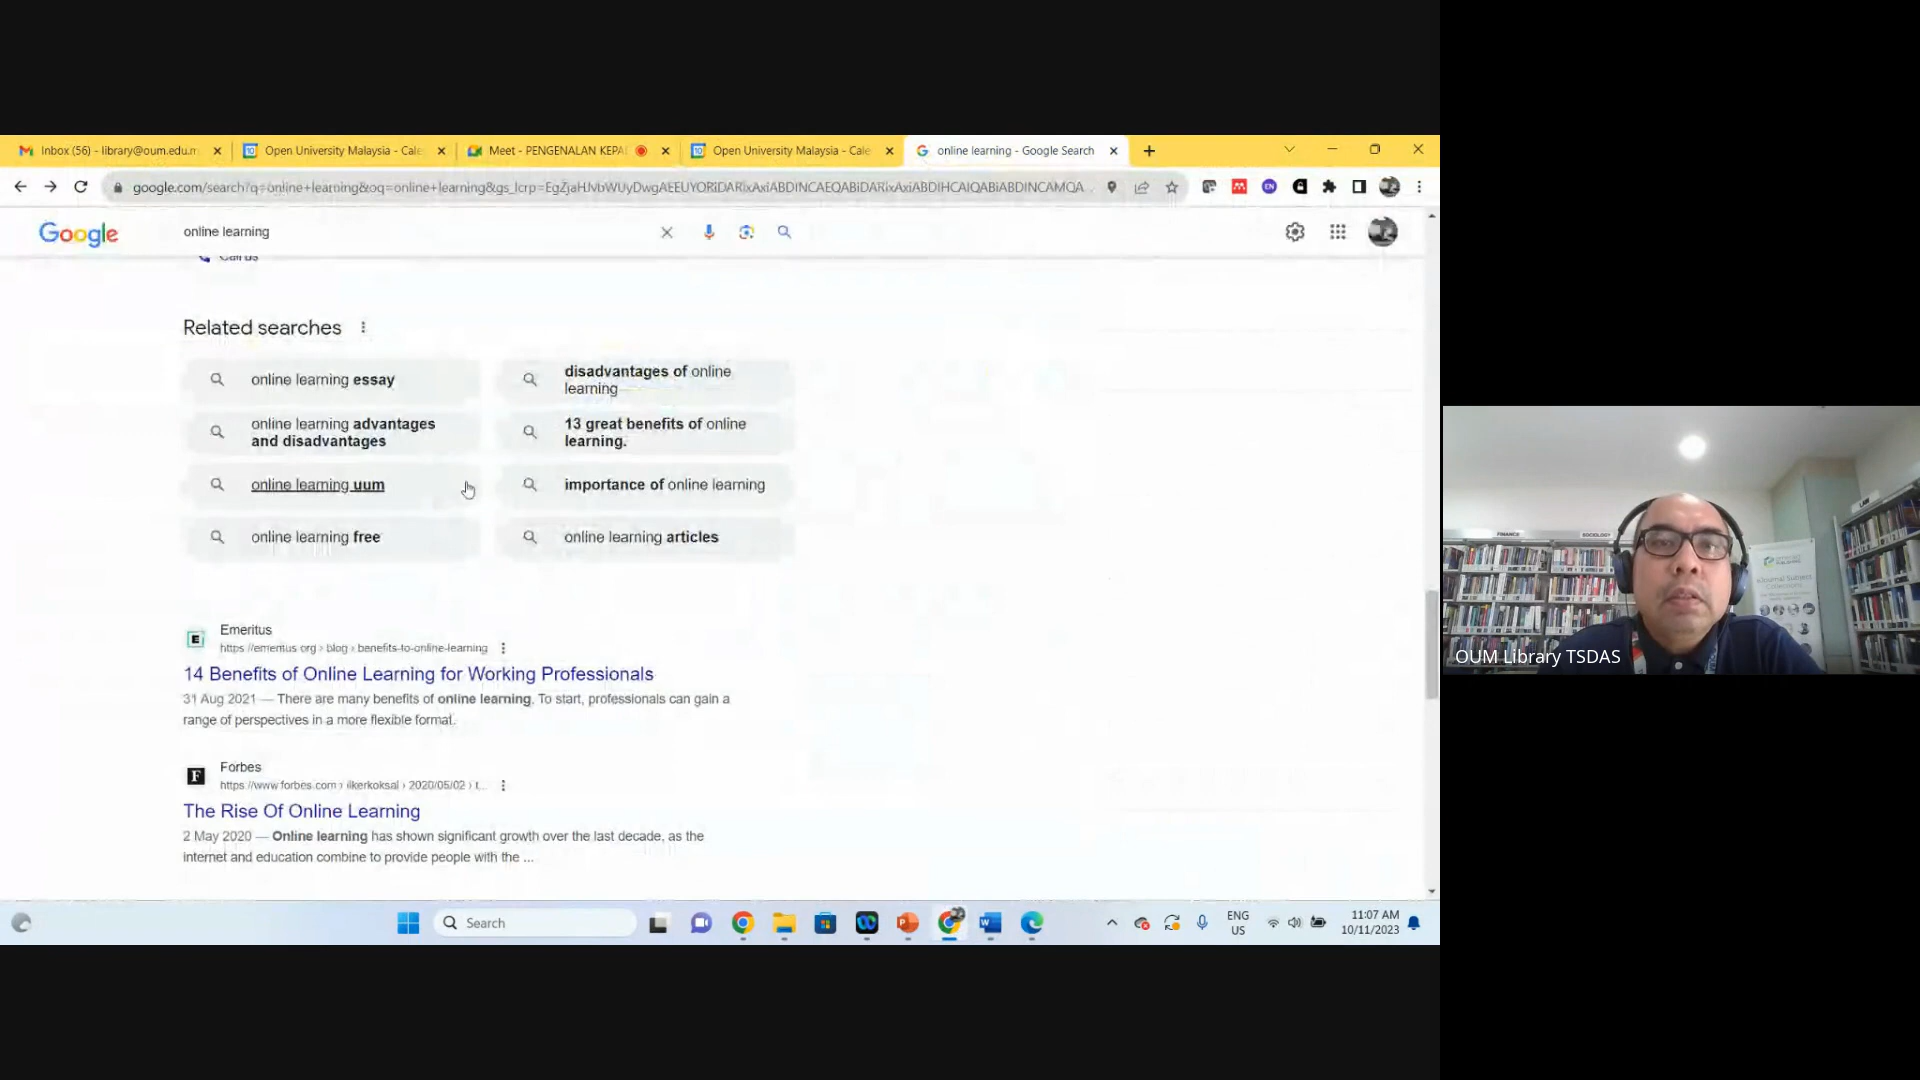 Inbox (56) - library@oum.edu.m
Open University Malaysia - Cale
Meet - PENGENALAN KEPA
Open University Malaysia - Cale
online learning - Google Search
google.com/search?q=online+learning&oq=online+learning&gs_lcrp=
Google
online learning
Call us
Related searches
online learning essay
disadvantages of online
learning
online learning advantages
and disadvantages
13 great benefits of online
learning.
online learning uum
importance of online learning
online learning free
online learning articles
Emeritus
https://emeritus.org › blog › benefits-to-online-learning
14 Benefits of Online Learning for Working Professionals
31 Aug 2021 — There are many benefits of online learning. To start, professionals can gain a
range of perspectives in a more flexible format.
Forbes
https://www.forbes.com › ilkerkoksal › 2020/05/02 › t...
The Rise Of Online Learning
2 May 2020 — Online learning has shown significant growth over the last decade, as the
internet and education combine to provide people with the ...
Search
ENG
US
11:07 AM
10/11/2023
FINANCE
SOCIOLOGY
LAW
OUM Library TSDAS